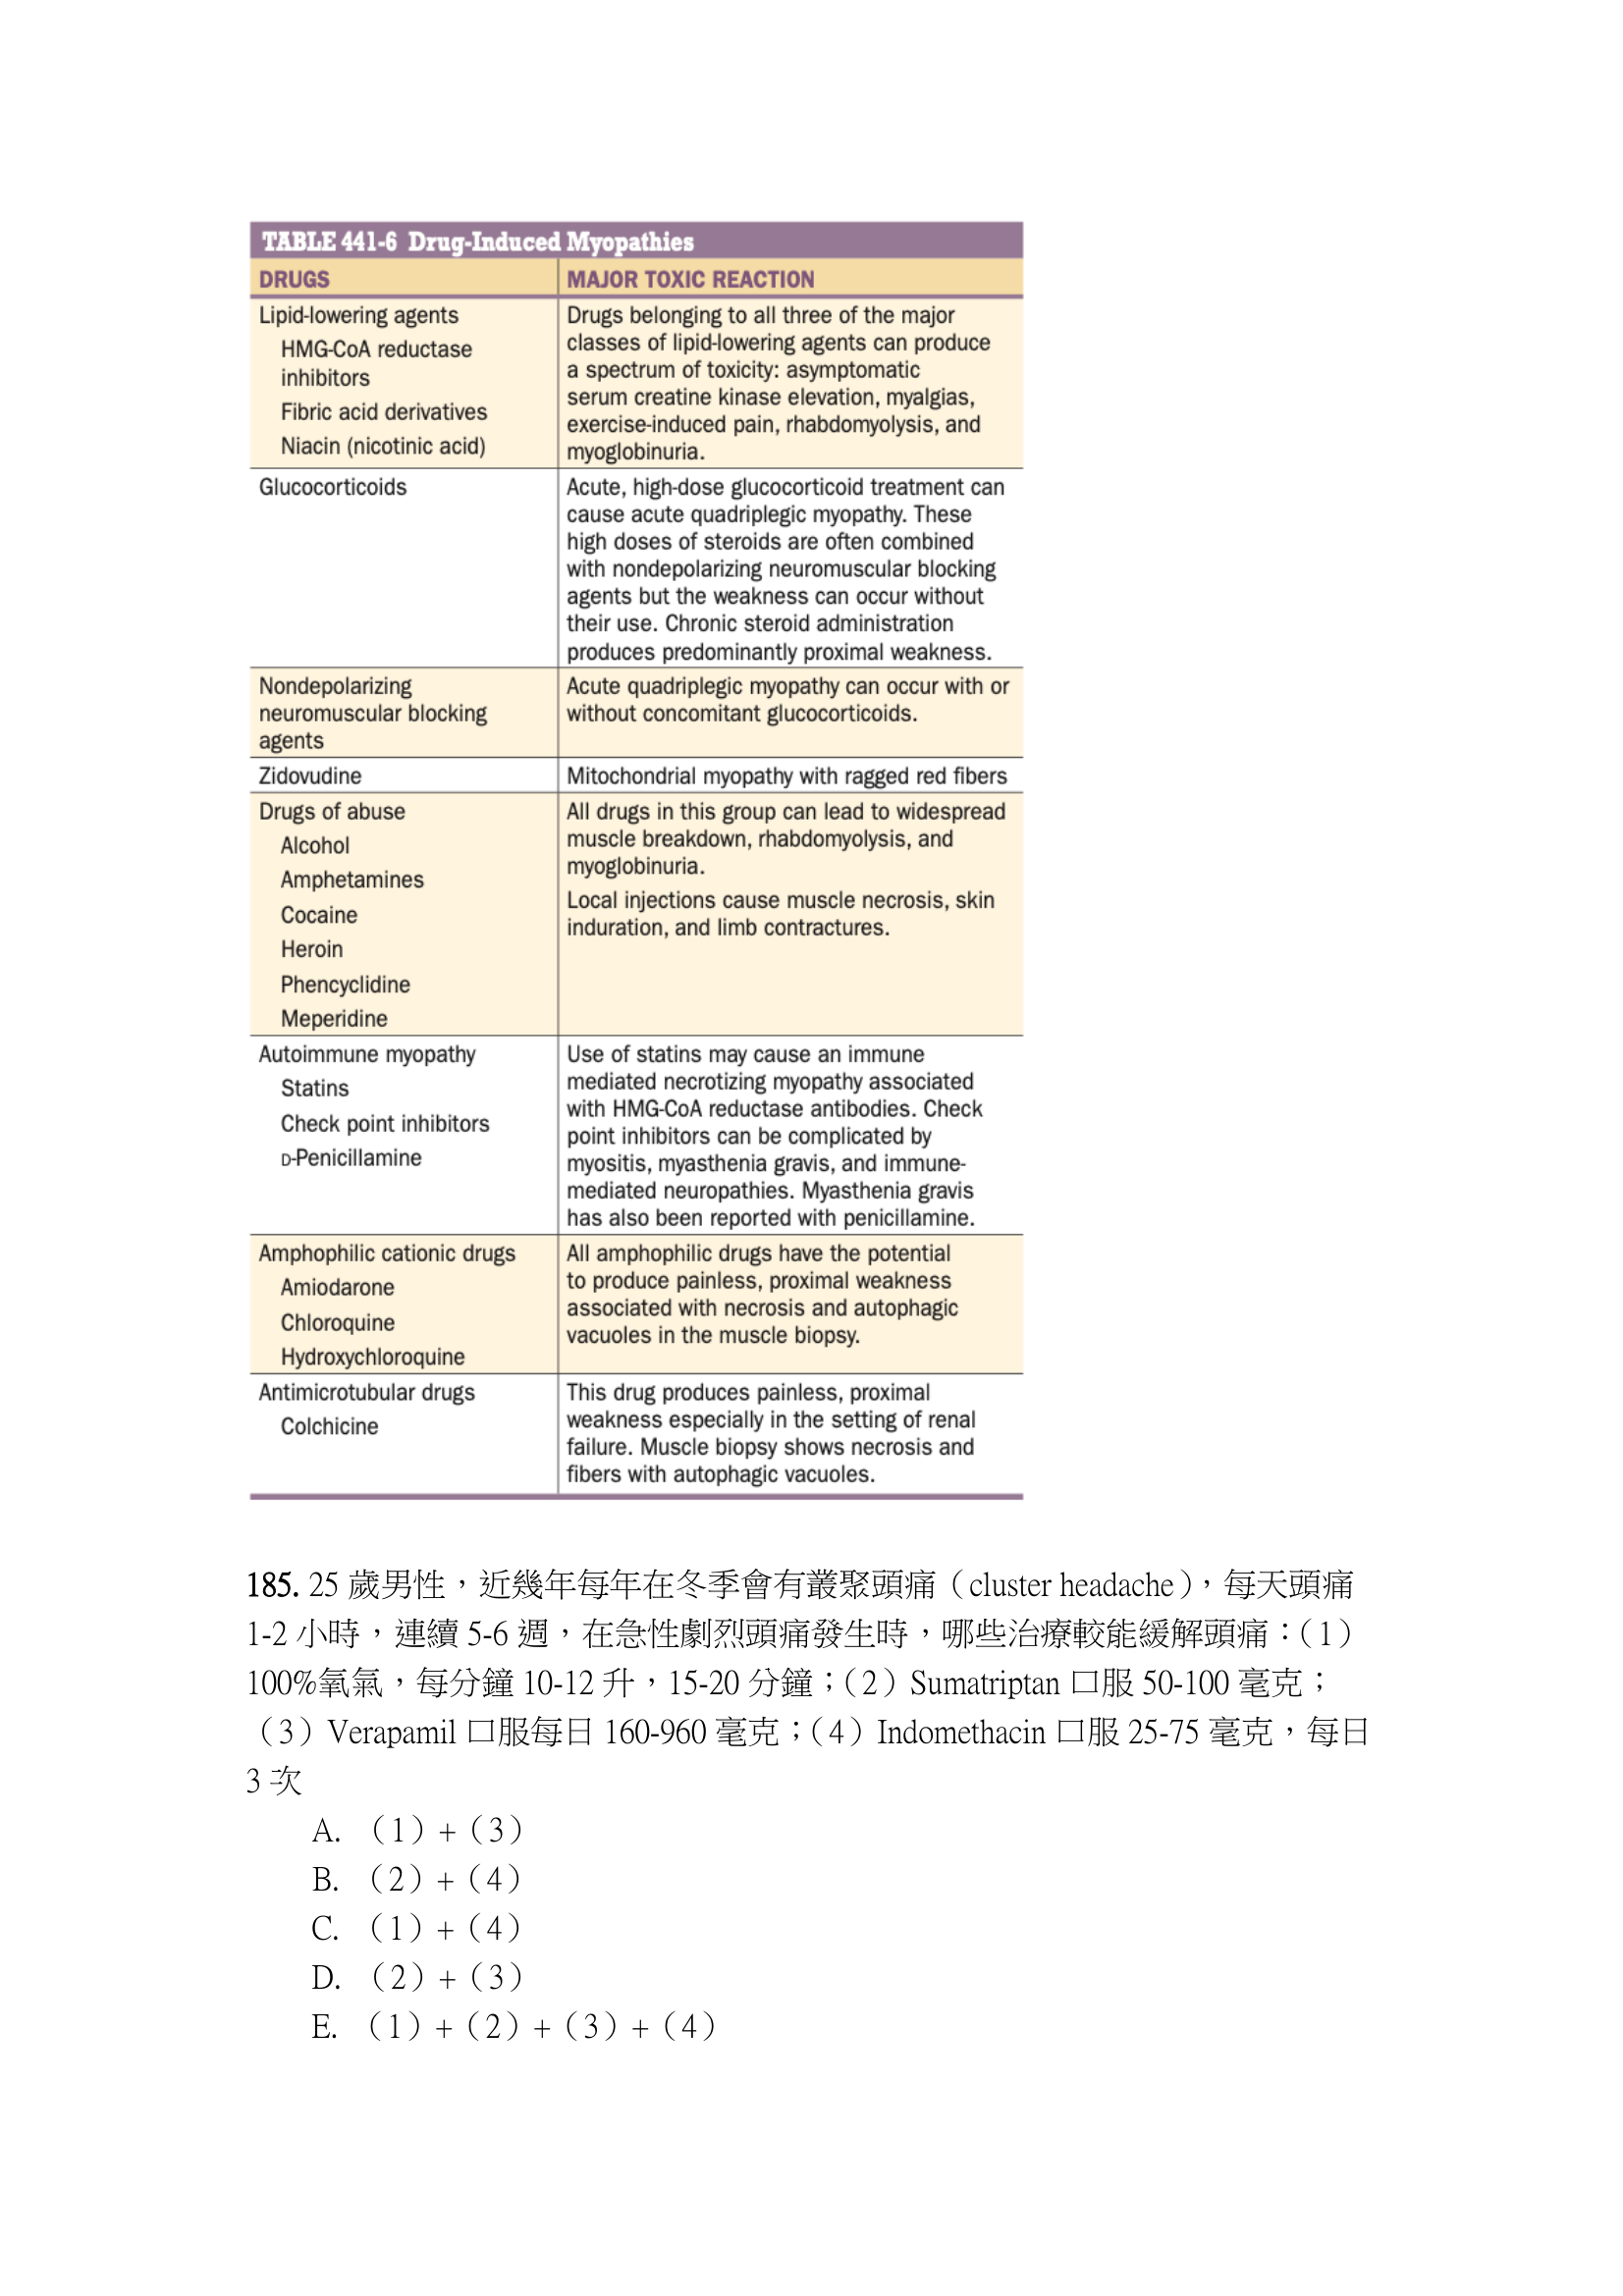 TABLE 441-6 Drug-Induced Myopathies
DRUGS
MAJOR TOXIC REACTION
Lipid-lowering agents
HMG-CoA reductase
inhibitors
Fibric acid derivatives
Niacin (nicotinic acid)
Drugs belonging to all three of the major
classes of lipid-lowering agents can produce
a spectrum of toxicity: asymptomatic
serum creatine kinase elevation, myalgias,
exercise-induced pain, rhabdomyolysis, and
myoglobinuria.
Glucocorticoids
Acute, high-dose glucocorticoid treatment can
cause acute quadriplegic myopathy. These
high doses of steroids are often combined
with nondepolarizing neuromuscular blocking
agents but the weakness can occur without
their use. Chronic steroid administration
produces predominantly proximal weakness.
Nondepolarizing
neuromuscular blocking
agents
Acute quadriplegic myopathy can occur with or
without concomitant glucocorticoids.
Zidovudine
Mitochondrial myopathy with ragged red fibers
Drugs of abuse
Alcohol
Amphetamines
Cocaine
Heroin
Phencyclidine
Meperidine
All drugs in this group can lead to widespread
muscle breakdown, rhabdomyolysis, and
myoglobinuria.
Local injections cause muscle necrosis, skin
induration, and limb contractures.
Autoimmune myopathy
Statins
Check point inhibitors
D-Penicillamine
Use of statins may cause an immune
mediated necrotizing myopathy associated
with HMG-CoA reductase antibodies. Check
point inhibitors can be complicated by
myositis, myasthenia gravis, and immune-
mediated neuropathies. Myasthenia gravis
has also been reported with penicillamine.
Amphophilic cationic drugs
Amiodarone
Chloroquine
Hydroxychloroquine
All amphophilic drugs have the potential
to produce painless, proximal weakness
associated with necrosis and autophagic
vacuoles in the muscle biopsy.
Antimicrotubular drugs
Colchicine
This drug produces painless, proximal
weakness especially in the setting of renal
failure. Muscle biopsy shows necrosis and
fibers with autophagic vacuoles.
185. 25 歲男性，近幾年每年在冬季會有叢聚頭痛（cluster headache），每天頭痛
1-2 小時，連續 5-6 週，在急性劇烈頭痛發生時，哪些治療較能緩解頭痛：（1）
100%氧氣，每分鐘 10-12 升，15-20 分鐘；（2）Sumatriptan 口服 50-100 毫克；
（3）Verapamil 口服每日 160-960 毫克；（4）Indomethacin 口服 25-75 毫克，每日
3 次
A. （1）+（3）
B. （2）+（4）
C. （1）+（4）
D. （2）+（3）
E. （1）+（2）+（3）+（4）